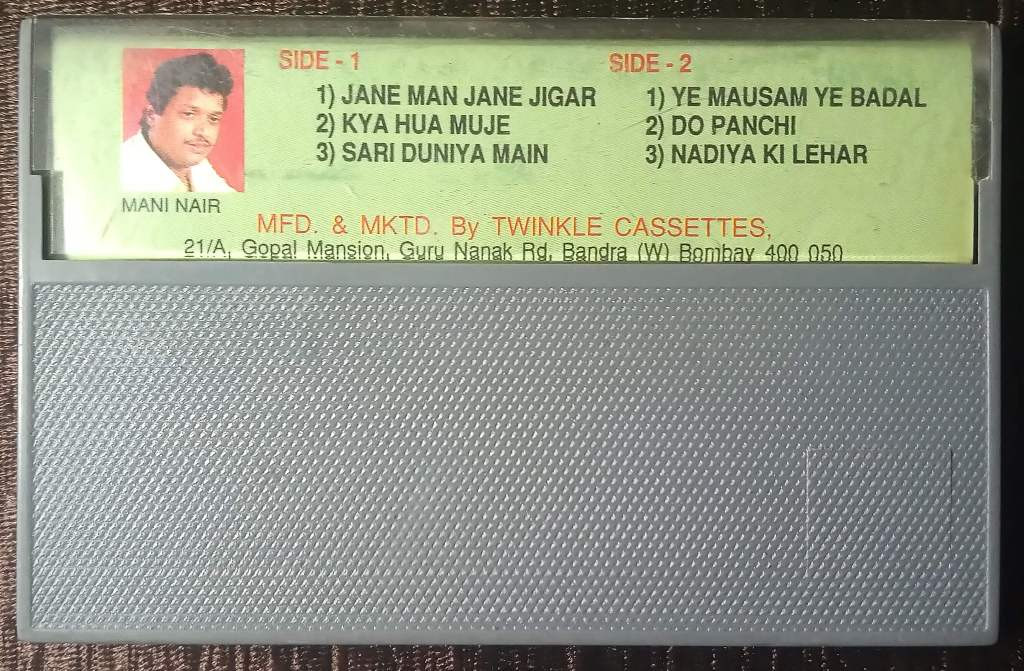 SIDE - 1
1) JANE MAN JANE JIGAR
2) KYA HUA MUJE
3) SARI DUNIYA MAIN
SIDE - 2
1) YE MAUSAM YE BADAL
2) DO PANCHI
3) NADIYA KI LEHAR
MANI NAIR
MFD. & MKTD. By TWINKLE CASSETTES,
21/A, Gopal Mansion, Guru Nanak Rd, Bandra (W) Bombay 400 050